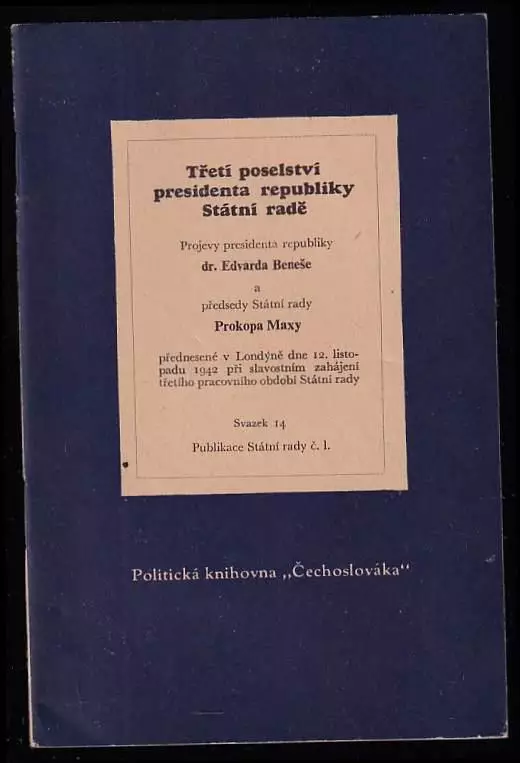 Třetí poselství
presidenta republiky
Státní radě
Projevy presidenta republiky
dr. Edvarda Beneše
a
předsedy Státní rady
Prokopa Maxy
přednesené v Londýně dne 12. listo-
padu 1942 při slavostním zahájení
třetího pracovního období Státní rady
Svazek 14
Publikace Státní rady č. 1.
Politická knihovna „Čechoslováka"